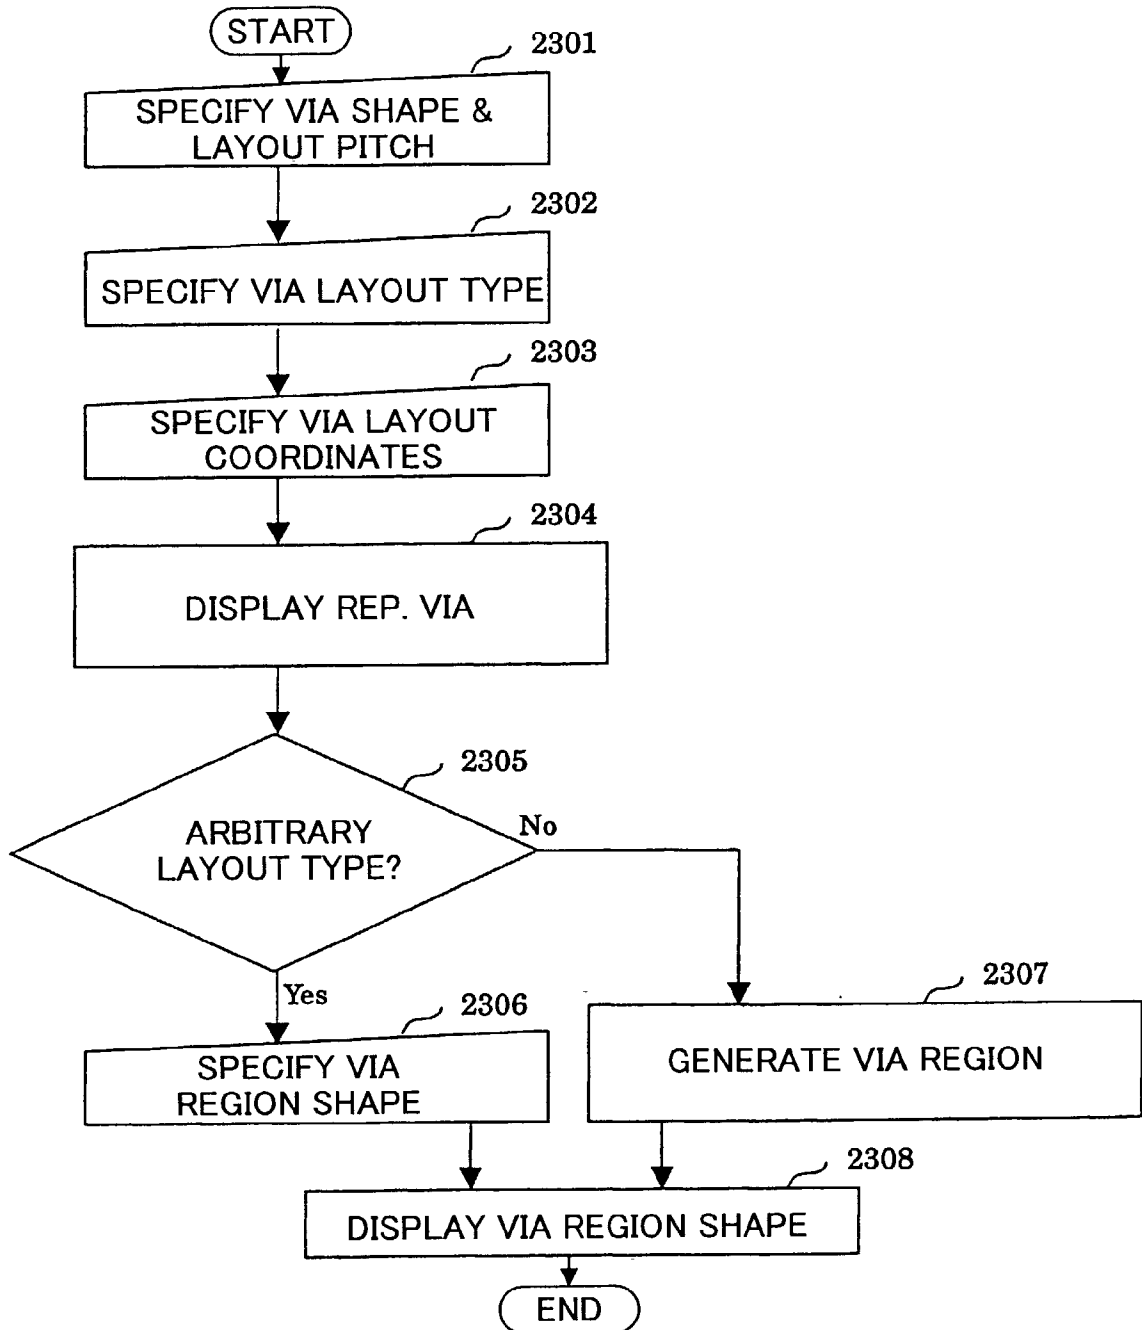 START
2301
SPECIFY VIA SHAPE &
LAYOUT PITCH
2302
SPECIFY VIA LAYOUT TYPE
2303
SPECIFY VIA LAYOUT
COORDINATES
2304
DISPLAY REP. VIA
2305
ARBITRARY
LAYOUT TYPE?
No
Yes
2306
SPECIFY VIA
REGION SHAPE
2307
GENERATE VIA REGION
2308
DISPLAY VIA REGION SHAPE
END